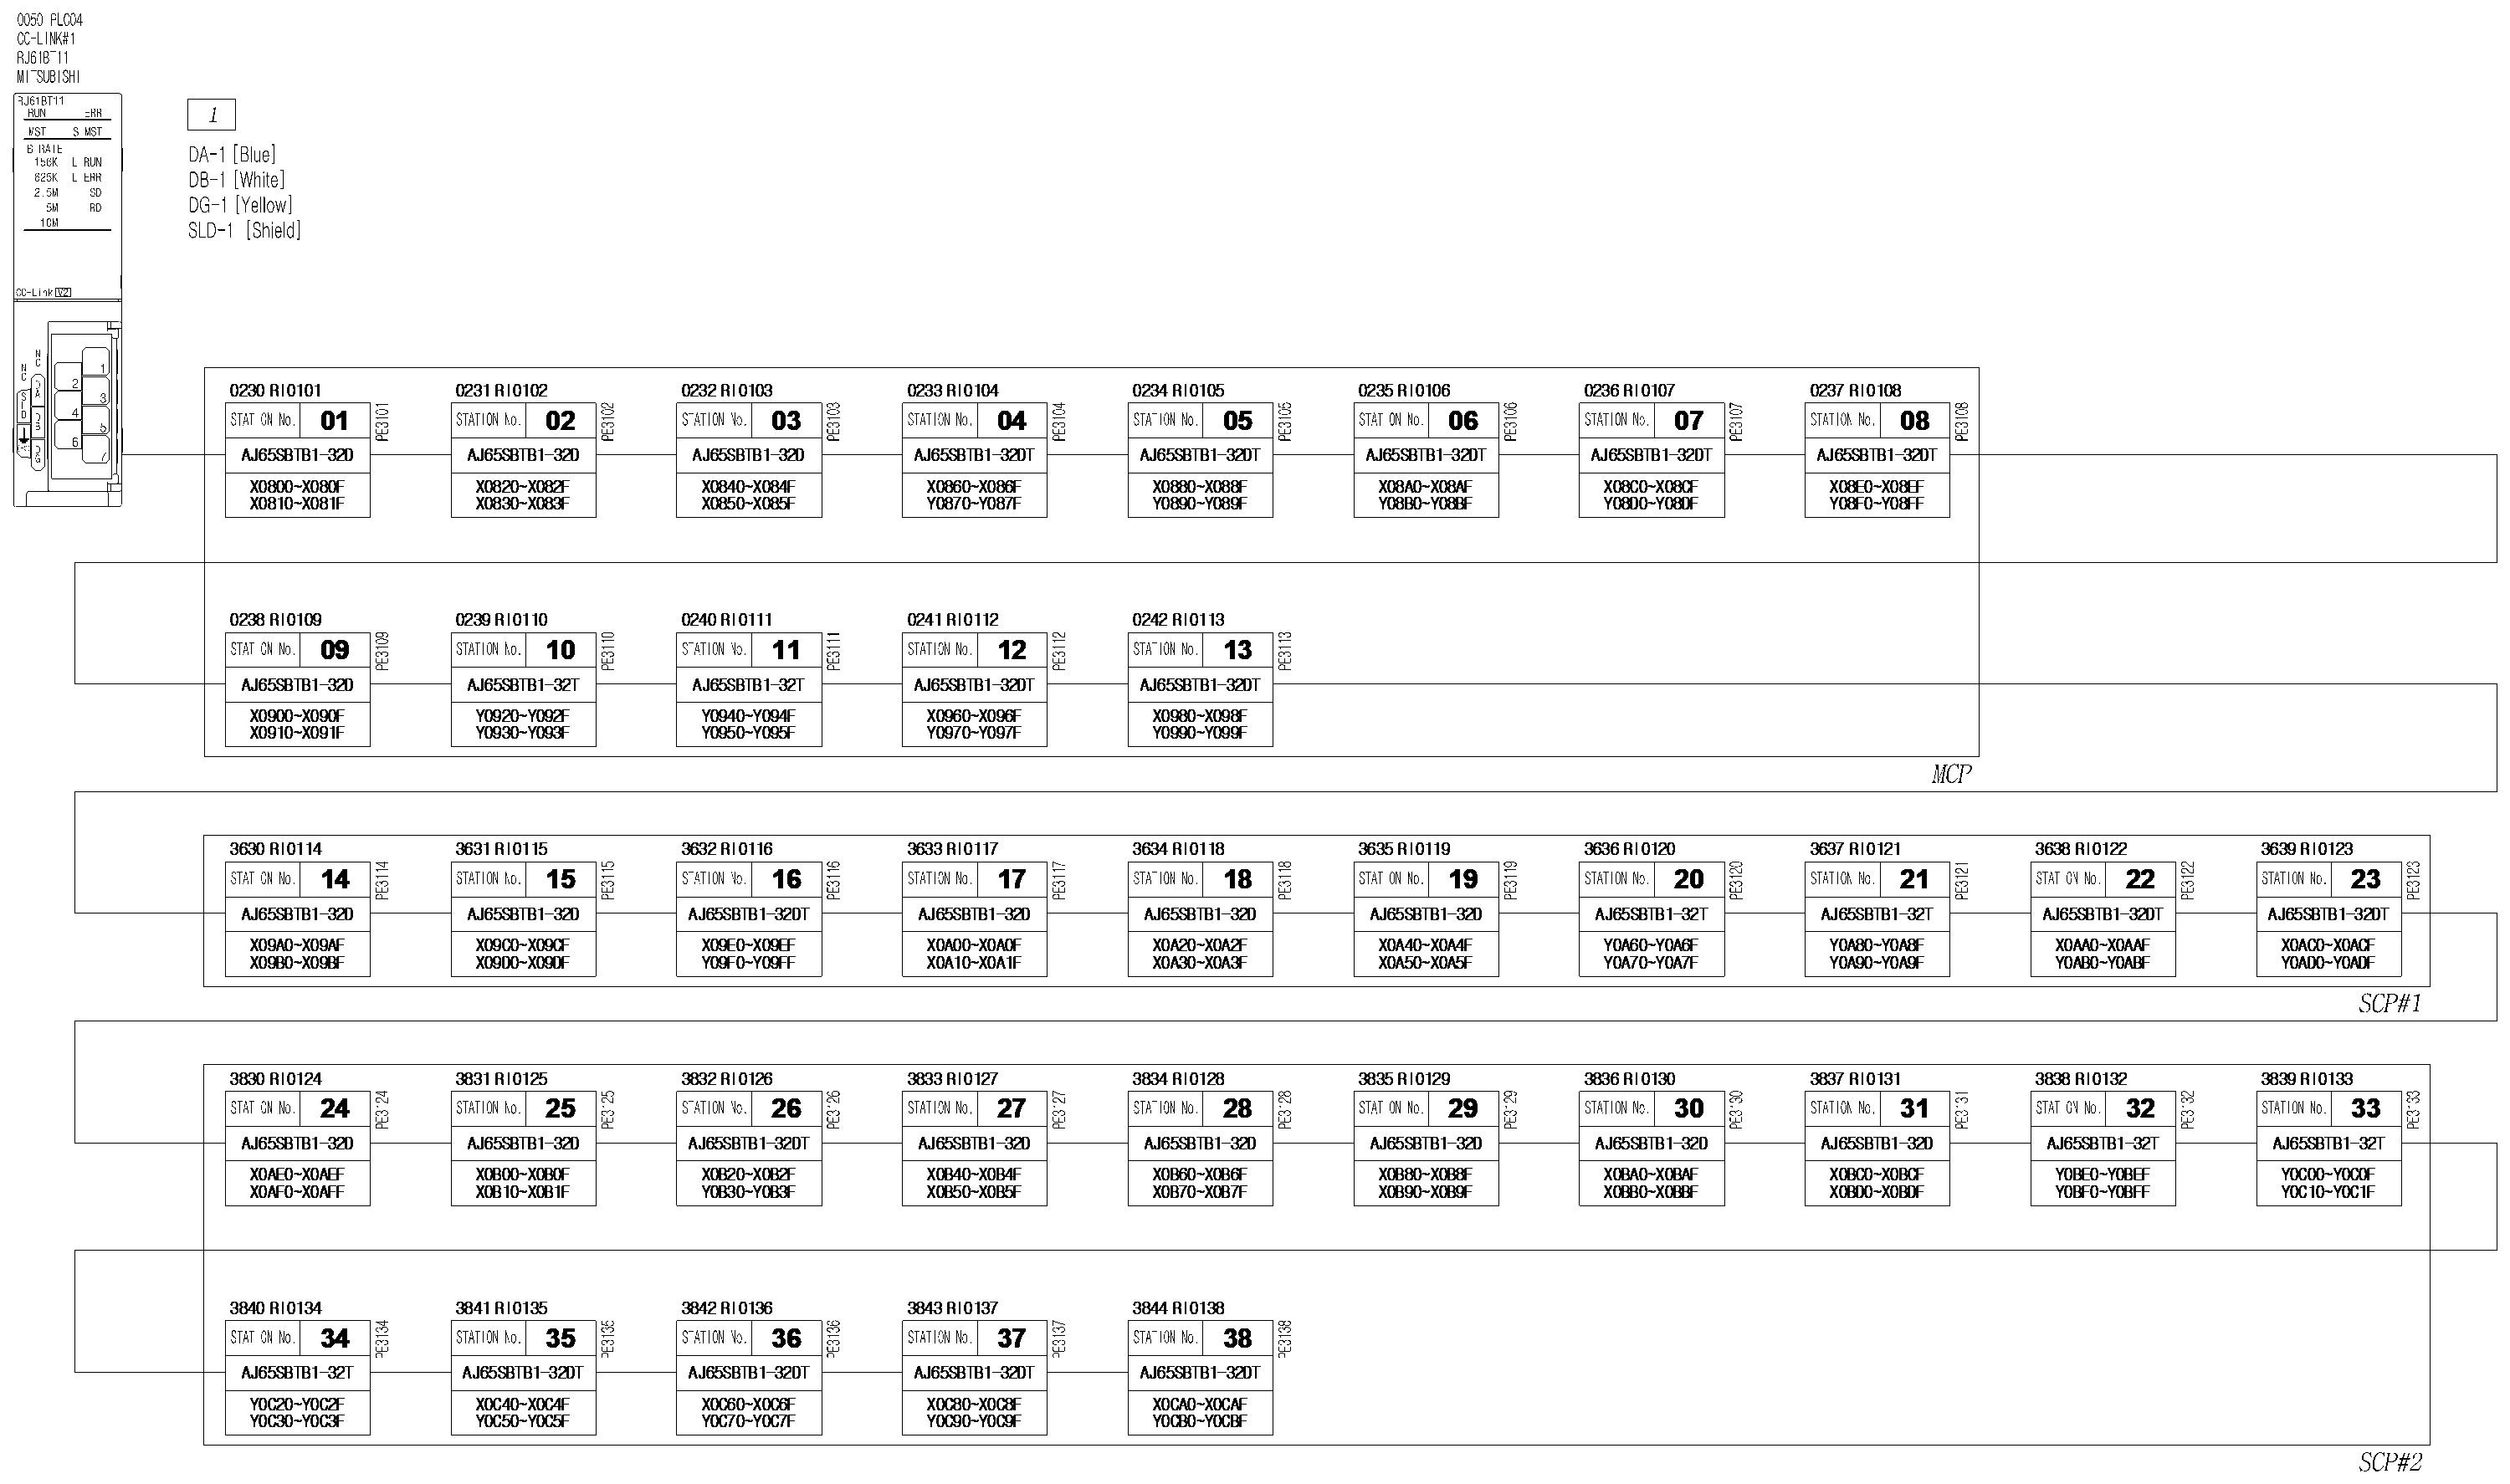 0050 PLC04
CC-LINK#1
RJ61BT11
MITSUBISHI
RJ61BT11
RUN ERR
MST S MST
B RATE
156K L RUN
625K L ERR
2.5M SD
5M RD
10M
CC-Link V2
NC
NC
DA
SLD
DB
DG
1
2
3
4
5
6
7
1
DA-1 [Blue]
DB-1 [White]
DG-1 [Yellow]
SLD-1 [Shield]
0230 RIO101 0231 RIO102 0232 RIO103 0233 RIO104 0234 RIO105 0235 RIO106 0236 RIO107 0237 RIO108
STATION No. 01 PE3101 STATION No. 02 PE3102 STATION No. 03 PE3103 STATION No. 04 PE3104 STATION No. 05 PE3105 STATION No. 06 PE3106 STATION No. 07 PE3107 STATION No. 08 PE3108
AJ65SBTB1-32D AJ65SBTB1-32D AJ65SBTB1-32D AJ65SBTB1-32DT AJ65SBTB1-32DT AJ65SBTB1-32DT AJ65SBTB1-32DT AJ65SBTB1-32DT
X0800~X080F X0820~X082F X0840~X084F X0860~X086F X0880~X088F X08A0~X08AF X08C0~X08CF X08E0~X08EF
X0810~X081F X0830~X083F X0850~X085F Y0870~Y087F Y0890~Y089F Y08B0~Y08BF Y08D0~Y08DF Y08F0~Y08FF
0238 RIO109 0239 RIO110 0240 RIO111 0241 RIO112 0242 RIO113
STATION No. 09 PE3109 STATION No. 10 PE3110 STATION No. 11 PE3111 STATION No. 12 PE3112 STATION No. 13 PE3113
AJ65SBTB1-32D AJ65SBTB1-32T AJ65SBTB1-32T AJ65SBTB1-32DT AJ65SBTB1-32DT
X0900~X090F Y0920~Y092F Y0940~Y094F X0960~X096F X0980~X098F
X0910~X091F Y0930~Y093F Y0950~Y095F Y0970~Y097F Y0990~Y099F
MCP
3630 RIO114 3631 RIO115 3632 RIO116 3633 RIO117 3634 RIO118 3635 RIO119 3636 RIO120 3637 RIO121 3638 RIO122 3639 RIO123
STATION No. 14 PE3114 STATION No. 15 PE3115 STATION No. 16 PE3116 STATION No. 17 PE3117 STATION No. 18 PE3118 STATION No. 19 PE3119 STATION No. 20 PE3120 STATION No. 21 PE3121 STATION No. 22 PE3122 STATION No. 23 PE3123
AJ65SBTB1-32D AJ65SBTB1-32D AJ65SBTB1-32DT AJ65SBTB1-32D AJ65SBTB1-32D AJ65SBTB1-32D AJ65SBTB1-32T AJ65SBTB1-32T AJ65SBTB1-32DT AJ65SBTB1-32DT
X09A0~X09AF X09C0~X09CF X09E0~X09EF X0A00~X0A0F X0A20~X0A2F X0A40~X0A4F Y0A60~Y0A6F Y0A80~Y0A8F X0AA0~X0AAF X0AC0~X0ACF
X09B0~X09BF X09D0~X09DF Y09F0~Y09FF X0A10~X0A1F X0A30~X0A3F X0A50~X0A5F Y0A70~Y0A7F Y0A90~Y0A9F Y0AB0~Y0ABF Y0AD0~Y0ADF
SCP#1
3830 RIO124 3831 RIO125 3832 RIO126 3833 RIO127 3834 RIO128 3835 RIO129 3836 RIO130 3837 RIO131 3838 RIO132 3839 RIO133
STATION No. 24 PE3124 STATION No. 25 PE3125 STATION No. 26 PE3126 STATION No. 27 PE3127 STATION No. 28 PE3128 STATION No. 29 PE3129 STATION No. 30 PE3130 STATION No. 31 PE3131 STATION No. 32 PE3132 STATION No. 33 PE3133
AJ65SBTB1-32D AJ65SBTB1-32D AJ65SBTB1-32DT AJ65SBTB1-32D AJ65SBTB1-32D AJ65SBTB1-32D AJ65SBTB1-32D AJ65SBTB1-32D AJ65SBTB1-32T AJ65SBTB1-32T
X0AE0~X0AEF X0B00~X0B0F X0B20~X0B2F X0B40~X0B4F X0B60~X0B6F X0B80~X0B8F X0BA0~X0BAF X0BC0~X0BCF Y0BE0~Y0BEF Y0C00~Y0C0F
X0AF0~X0AFF X0B10~X0B1F Y0B30~Y0B3F X0B50~X0B5F X0B70~X0B7F X0B90~X0B9F X0BB0~X0BBF X0BD0~X0BDF Y0BF0~Y0BFF Y0C10~Y0C1F
3840 RIO134 3841 RIO135 3842 RIO136 3843 RIO137 3844 RIO138
STATION No. 34 PE3134 STATION No. 35 PE3135 STATION No. 36 PE3136 STATION No. 37 PE3137 STATION No. 38 PE3138
AJ65SBTB1-32T AJ65SBTB1-32DT AJ65SBTB1-32DT AJ65SBTB1-32DT AJ65SBTB1-32DT
Y0C20~Y0C2F X0C40~X0C4F X0C60~X0C6F X0C80~X0C8F X0CA0~X0CAF
Y0C30~Y0C3F Y0C50~Y0C5F Y0C70~Y0C7F Y0C90~Y0C9F Y0CB0~Y0CBF
SCP#2